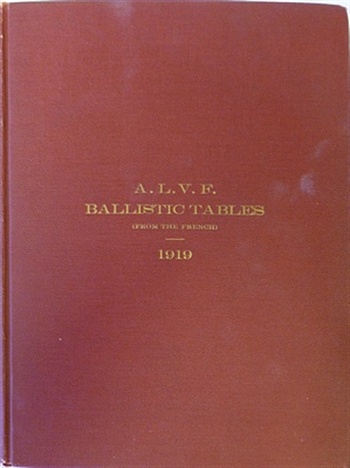 A. L. V. F.
BALLISTIC TABLES
(FROM THE FRENCH)
1919